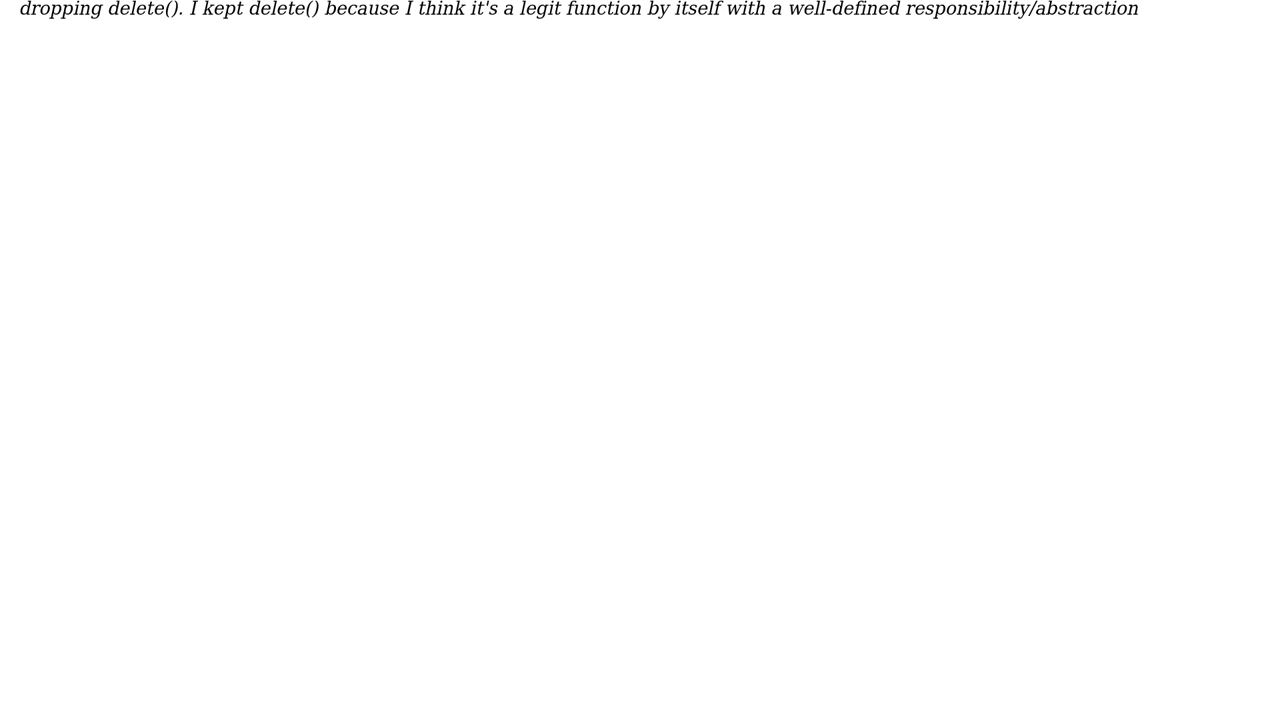 dropping delete(). I kept delete() because I think it's a legit function by itself with a well-defined responsibility/abstraction